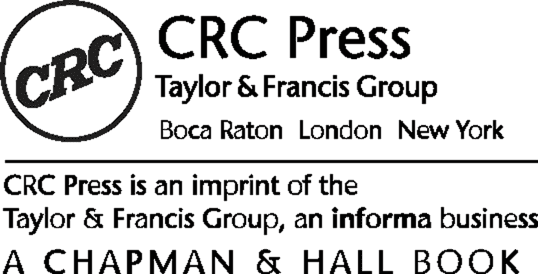 CRC
CRC Press
Taylor & Francis Group
Boca Raton London New York
CRC Press is an imprint of the
Taylor & Francis Group, an informa business
A CHAPMAN & HALL BOOK